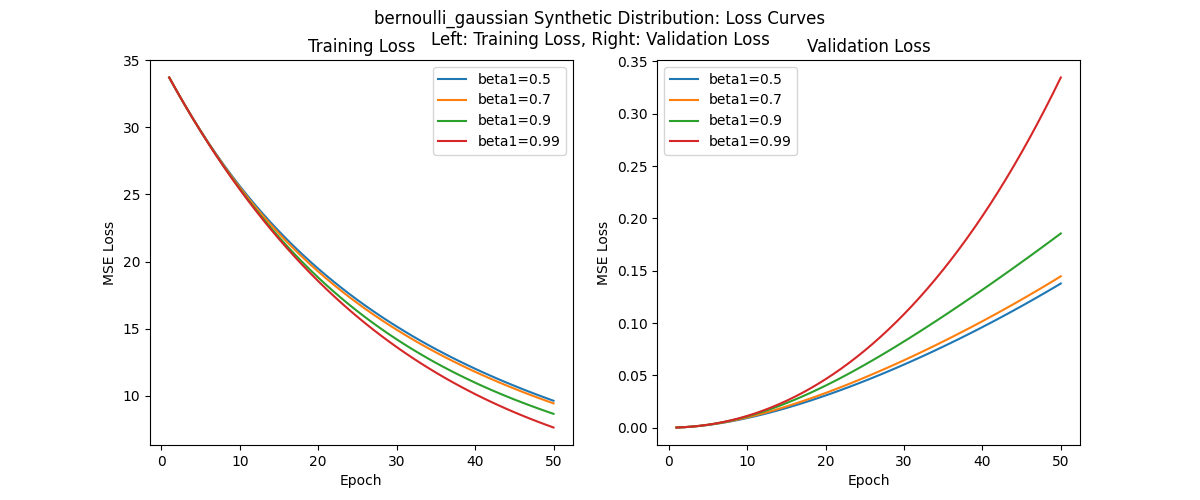 bernoulli_gaussian Synthetic Distribution: Loss Curves
Left: Training Loss, Right: Validation Loss
Training Loss
35
30
25
20
15
10
MSE Loss
0
10
20
30
40
50
Epoch
beta1=0.5
beta1=0.7
beta1=0.9
beta1=0.99
Validation Loss
0.35
0.30
0.25
0.20
0.15
0.10
0.05
0.00
MSE Loss
0
10
20
30
40
50
Epoch
beta1=0.5
beta1=0.7
beta1=0.9
beta1=0.99